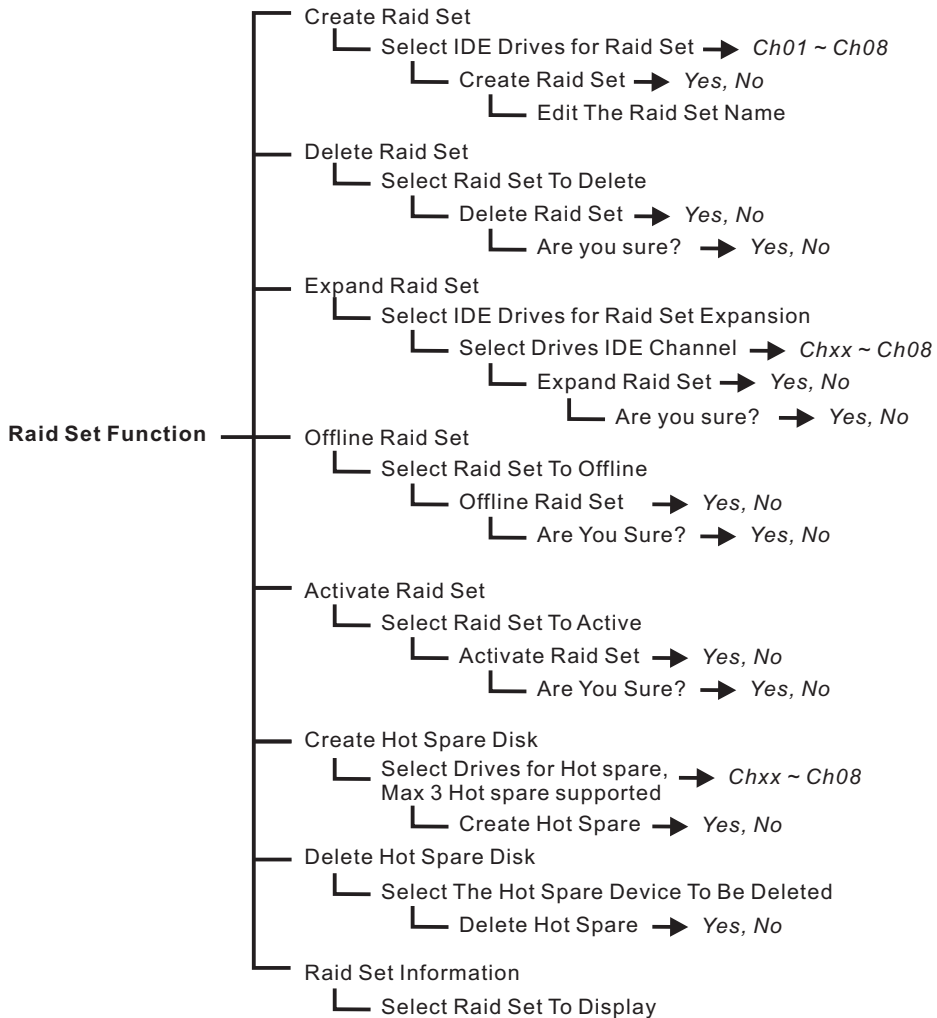 Create Raid Set
Select IDE Drives for Raid Set Ch01 ~ Ch08
Create Raid Set Yes, No
Edit The Raid Set Name
Delete Raid Set
Select Raid Set To Delete
Delete Raid Set Yes, No
Are you sure? Yes, No
Expand Raid Set
Select IDE Drives for Raid Set Expansion
Select Drives IDE Channel Chxx ~ Ch08
Expand Raid Set Yes, No
Are you sure? Yes, No
Raid Set Function
Offline Raid Set
Select Raid Set To Offline
Offline Raid Set Yes, No
Are You Sure? Yes, No
Activate Raid Set
Select Raid Set To Active
Activate Raid Set Yes, No
Are You Sure? Yes, No
Create Hot Spare Disk
Select Drives for Hot spare, Chxx ~ Ch08
Max 3 Hot spare supported
Create Hot Spare Yes, No
Delete Hot Spare Disk
Select The Hot Spare Device To Be Deleted
Delete Hot Spare Yes, No
Raid Set Information
Select Raid Set To Display